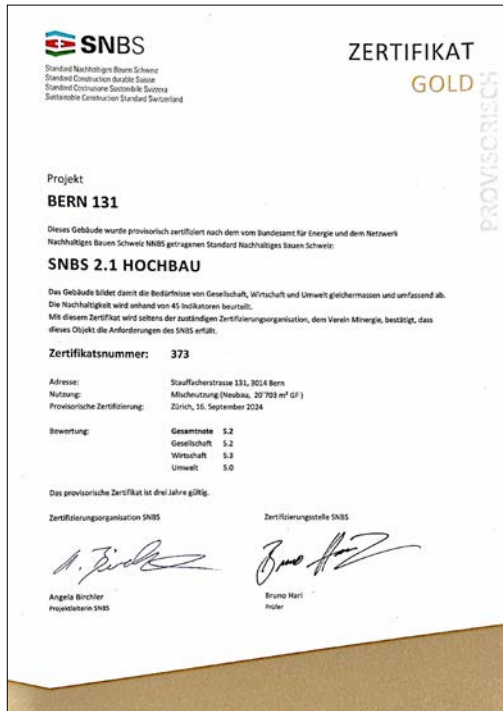 SNBS
Standard Nachhaltiges Bauen Schweiz
Standard Construction durable Suisse
Standard Costruzione Sostenibile Svizzera
Sustainable Construction Standard Switzerland
ZERTIFIKAT
GOLD
PROVISORISCH
Projekt
BERN 131
Dieses Gebäude wurde provisorisch zertifiziert nach dem vom Bundesamt für Energie und dem Netzwerk
Nachhaltiges Bauen Schweiz NNBS getragenen Standard Nachhaltiges Bauen Schweiz:
SNBS 2.1 HOCHBAU
Das Gebäude bildet damit die Bedürfnisse von Gesellschaft, Wirtschaft und Umwelt gleichermassen und umfassend ab.
Die Nachhaltigkeit wird anhand von 45 Indikatoren beurteilt.
Mit diesem Zertifikat wird seitens der zuständigen Zertifizierungsorganisation, dem Verein Minergie, bestätigt, dass
dieses Objekt die Anforderungen des SNBS erfüllt.
Zertifikatsnummer: 373
Adresse: Stauffacherstrasse 131, 3014 Bern
Nutzung: Mischnutzung (Neubau, 20'703 m² GF)
Provisorische Zertifizierung: Zürich, 16. September 2024
Bewertung: Gesamtnote 5.2
Gesellschaft 5.2
Wirtschaft 5.3
Umwelt 5.0
Das provisorische Zertifikat ist drei Jahre gültig.
Zertifizierungsorganisation SNBS Zertifizierungsstelle SNBS
Angela Birchler Bruno Hari
Projektleiterin SNBS Prüfer